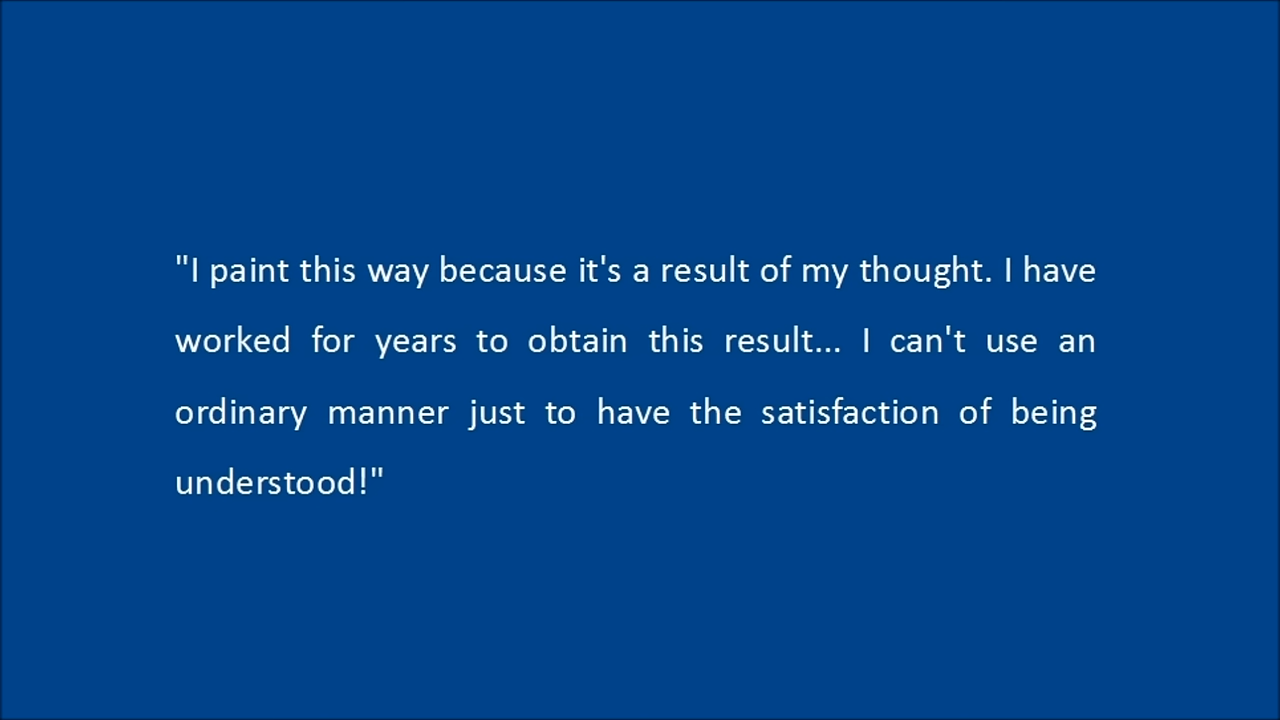 "I paint this way because it's a result of my thought. I have
worked for years to obtain this result... I can't use an
ordinary manner just to have the satisfaction of being
understood!"